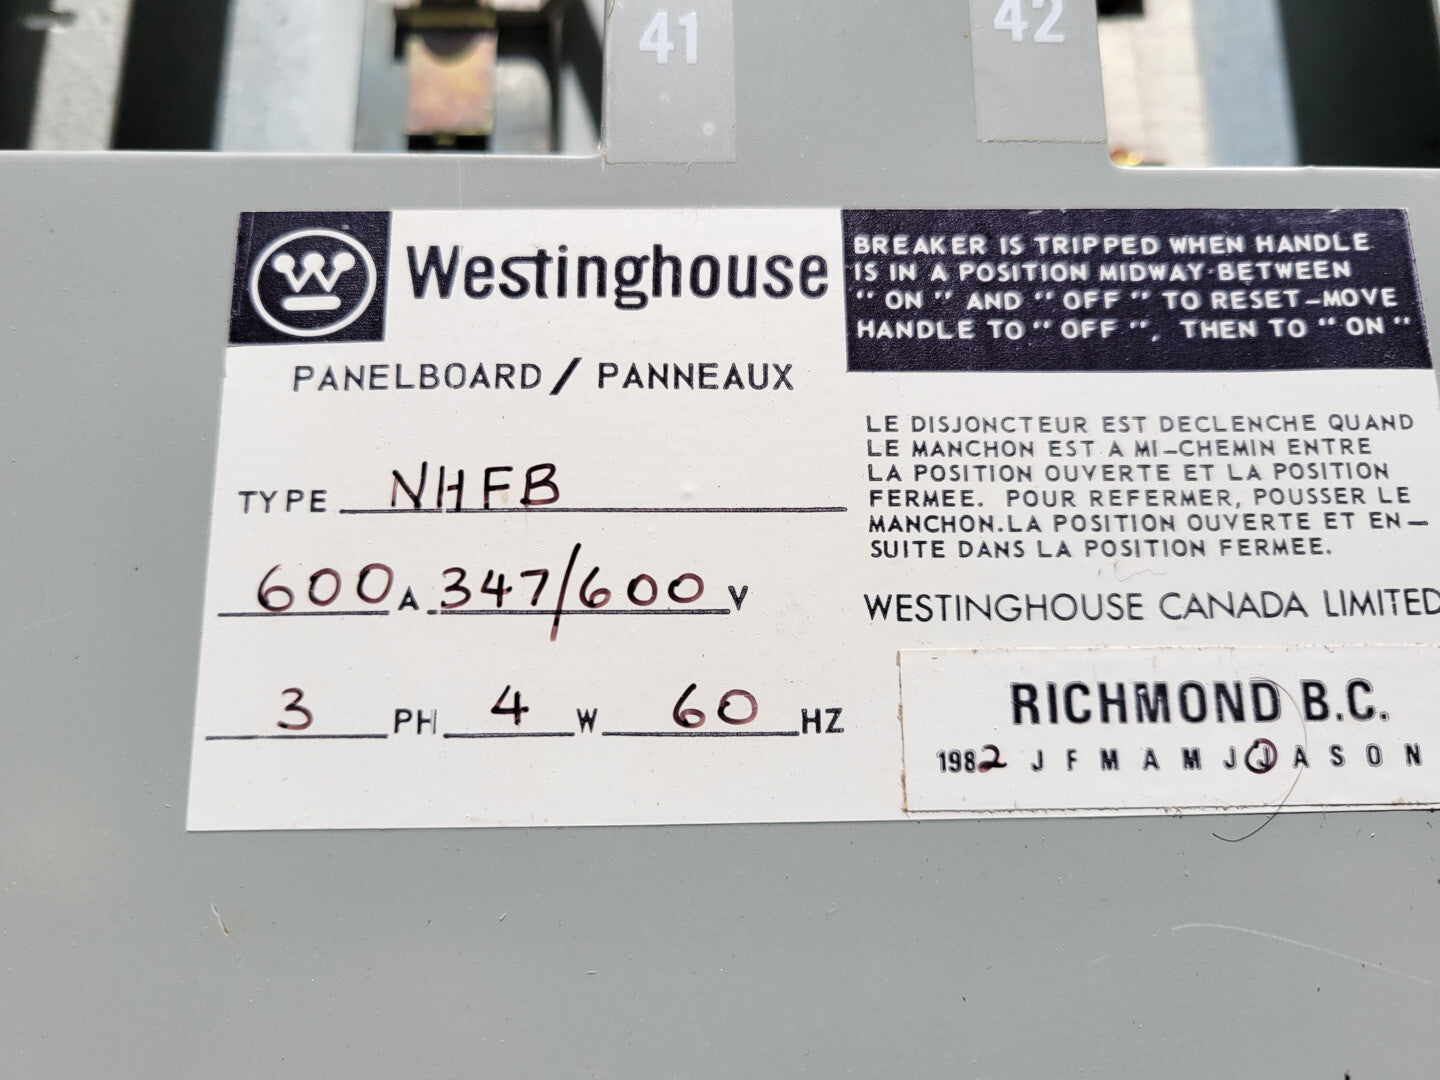 41
42
W
Westinghouse
PANELBOARD / PANNEAUX
TYPE NHFB
600 A 347/600 V
3 PH 4 W 60 HZ
BREAKER IS TRIPPED WHEN HANDLE
IS IN A POSITION MIDWAY BETWEEN
" ON " AND " OFF " TO RESET-MOVE
HANDLE TO " OFF ", THEN TO " ON "
LE DISJONCTEUR EST DECLENCHE QUAND
LE MANCHON EST A MI-CHEMIN ENTRE
LA POSITION OUVERTE ET LA POSITION
FERMEE. POUR REFERMER, POUSSER LE
MANCHON.LA POSITION OUVERTE ET EN-
SUITE DANS LA POSITION FERMEE.
WESTINGHOUSE CANADA LIMITED
RICHMOND B.C.
1982 J F M A M J J A S O N